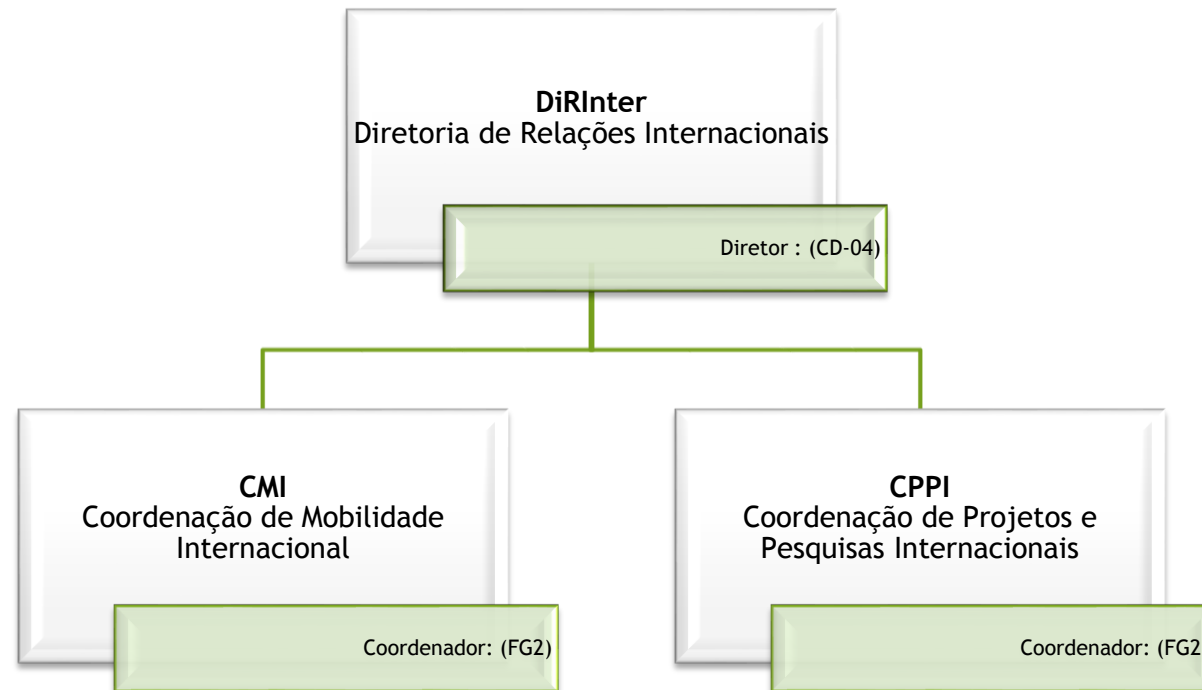 DiRInter
Diretoria de Relações Internacionais
Diretor : (CD-04)
CMI
Coordenação de Mobilidade
Internacional
Coordenador: (FG2)
CPPI
Coordenação de Projetos e
Pesquisas Internacionais
Coordenador: (FG2